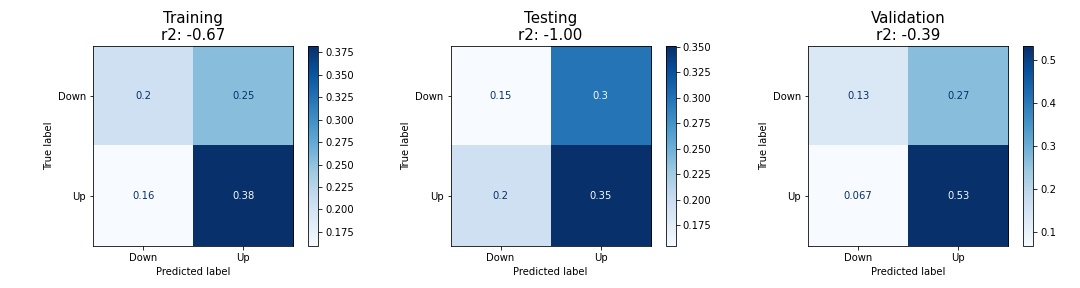 Training
r2: -0.67
Down
Up
True label
0.2
0.25
0.16
0.38
Down
Up
Predicted label
0.375
0.350
0.325
0.300
0.275
0.250
0.225
0.200
0.175
Testing
r2: -1.00
Down
Up
True label
0.15
0.3
0.2
0.35
Down
Up
Predicted label
0.350
0.325
0.300
0.275
0.250
0.225
0.200
0.175
Validation
r2: -0.39
Down
Up
True label
0.13
0.27
0.067
0.53
Down
Up
Predicted label
0.5
0.4
0.3
0.2
0.1